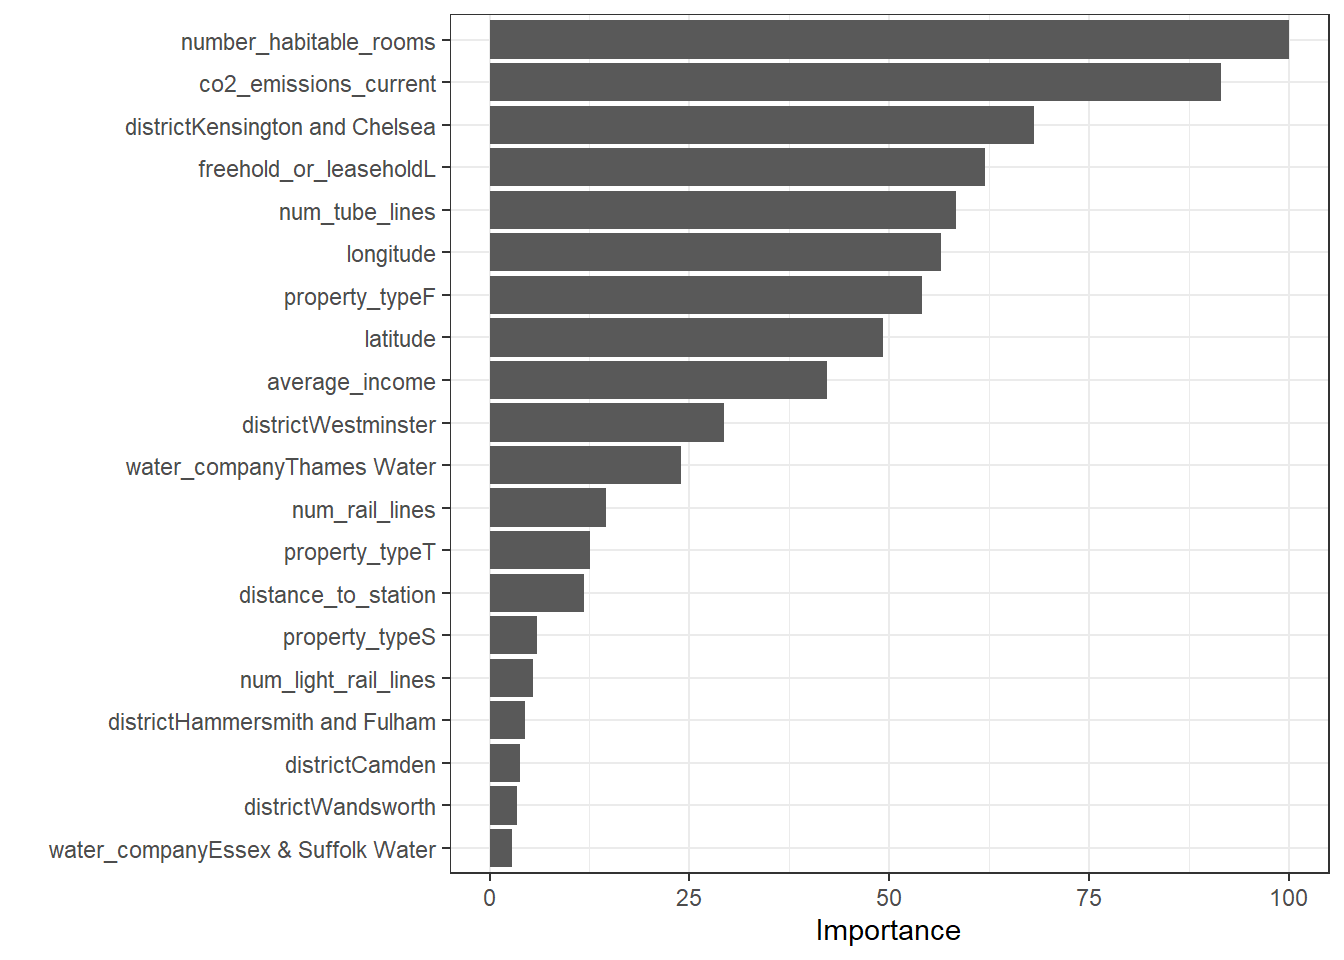 number_habitable_rooms
co2_emissions_current
districtKensington and Chelsea
freehold_or_leaseholdL
num_tube_lines
longitude
property_typeF
latitude
average_income
districtWestminster
water_companyThames Water
num_rail_lines
property_typeT
distance_to_station
property_typeS
num_light_rail_lines
districtHammersmith and Fulham
districtCamden
districtWandsworth
water_companyEssex & Suffolk Water
0 25 50 75 100
Importance